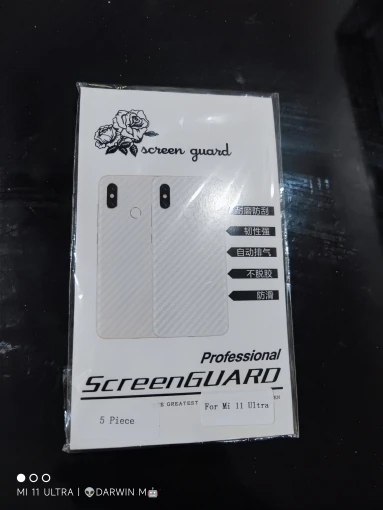 screen guard
耐磨防刮
韧性强
自动排气
不脱胶
防滑
Professional
ScreenGUARD
'S GREATEST
For Mi 11 Ultra
5 Piece
MI 11 ULTRA | 👽DARWIN M🤖